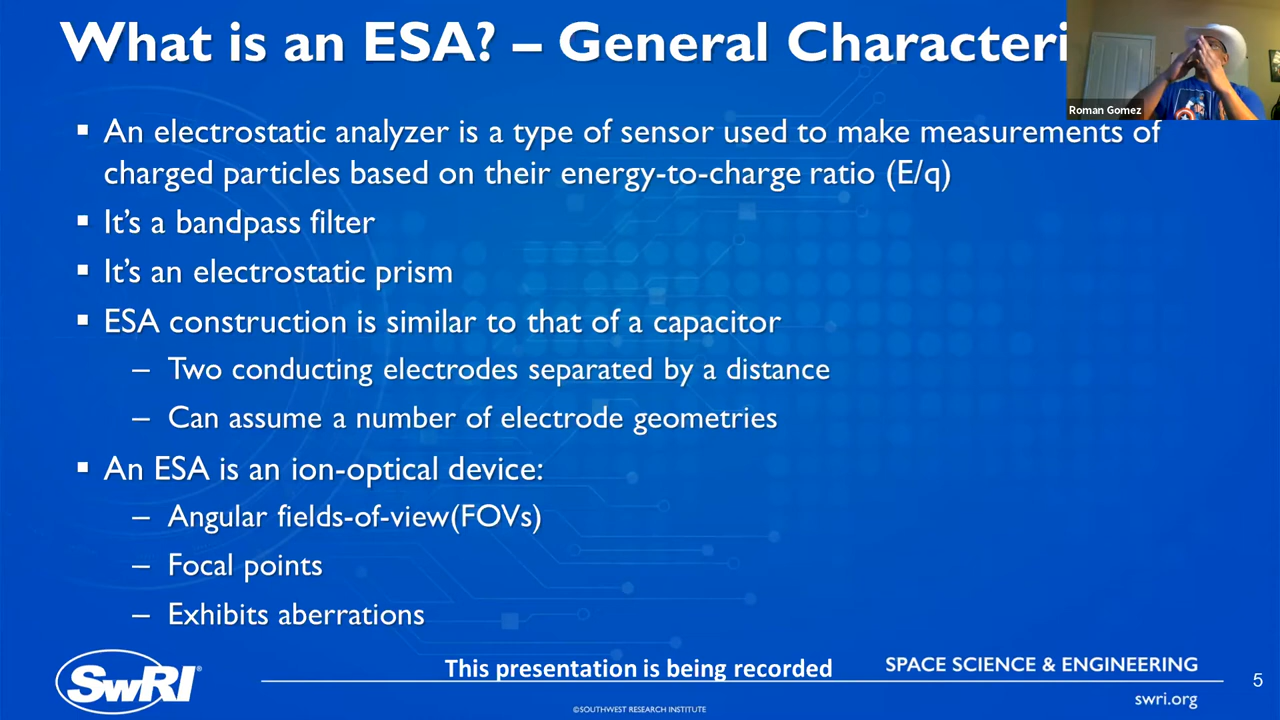 What is an ESA? – General Characteri
Roman Gomez
▪ An electrostatic analyzer is a type of sensor used to make measurements of
charged particles based on their energy-to-charge ratio (E/q)
▪ It's a bandpass filter
▪ It's an electrostatic prism
▪ ESA construction is similar to that of a capacitor
– Two conducting electrodes separated by a distance
– Can assume a number of electrode geometries
▪ An ESA is an ion-optical device:
– Angular fields-of-view(FOVs)
– Focal points
– Exhibits aberrations
SwRI®
This presentation is being recorded
SPACE SCIENCE & ENGINEERING
5
swri.org
©SOUTHWEST RESEARCH INSTITUTE